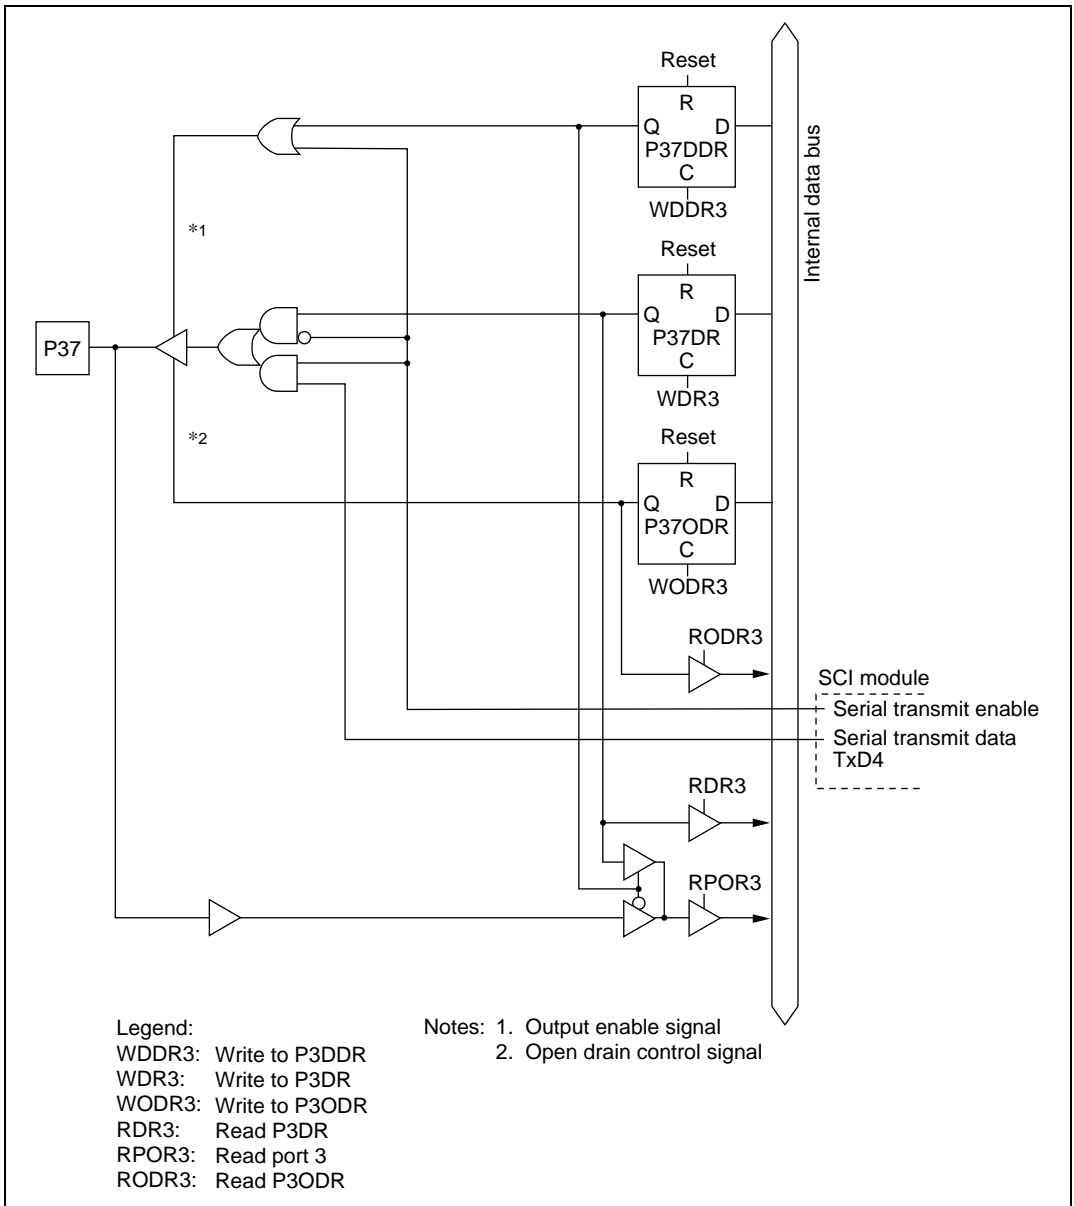 Reset
R
Q D
P37DDR
C
WDDR3
Internal data bus
*1
Reset
R
Q D
P37DR
C
WDR3
P37
*2
Reset
R
Q D
P37ODR
C
WODR3
RODR3
SCI module
Serial transmit enable
Serial transmit data
TxD4
RDR3
RPOR3
Legend:
WDDR3: Write to P3DDR
WDR3: Write to P3DR
WODR3: Write to P3ODR
RDR3: Read P3DR
RPOR3: Read port 3
RODR3: Read P3ODR
Notes: 1. Output enable signal
2. Open drain control signal